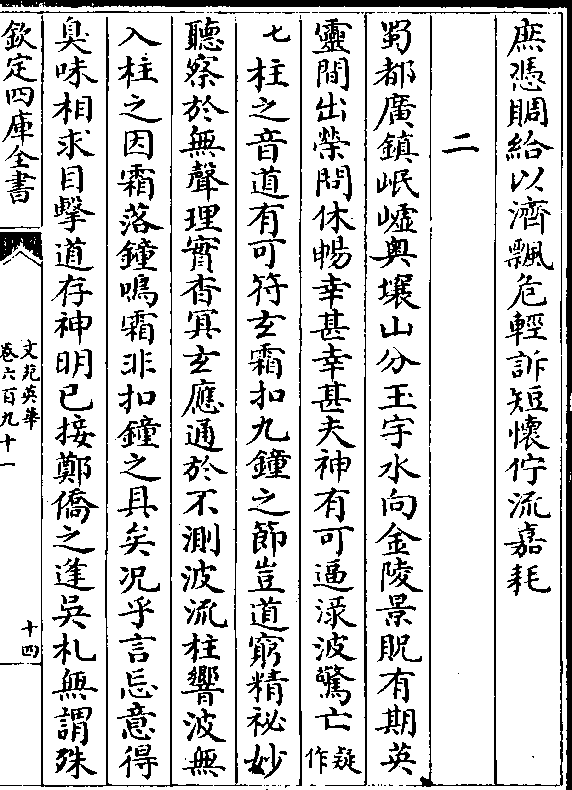 庶憑賙給以濟飄危輕訴短懷佇流嘉耗
二
蜀都廣鎮岷嶬奥壤山分玉宇水向金陵景貺有期英
靈間出榮問休暢幸甚幸甚夫神有可逼淥波驚亡疑作
七柱之音道有可符玄霜扣九鐘之節豈道窮精祕妙
聽察於無聲理實杳冥玄應通於不測波流柱響波無
入柱之因霜落鐘鳴霜非扣鐘之具矣况乎言忘意得
臭味相求目擊道存神明已接鄭僑之逢吳札無謂殊
欽定四庫全書
文苑英華
卷六百九十一
十四